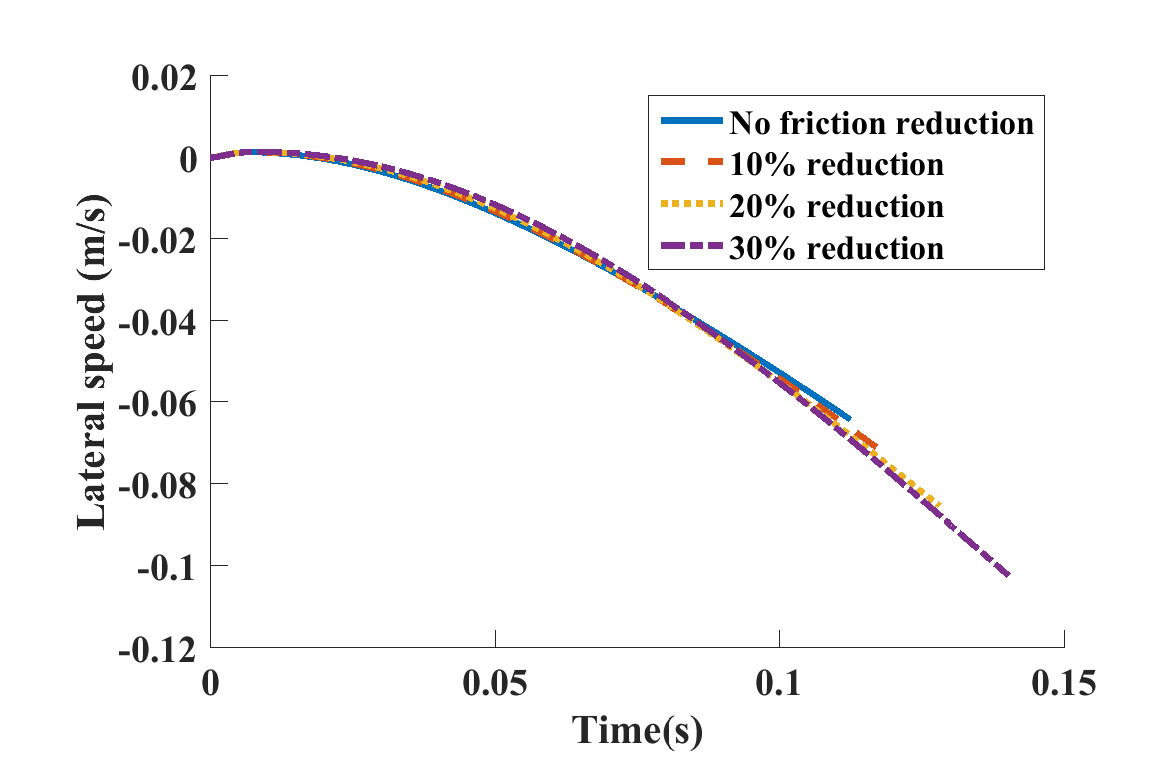 0.02
0
-0.02
-0.04
-0.06
-0.08
-0.1
-0.12
Lateral speed (m/s)
No friction reduction
10% reduction
20% reduction
30% reduction
0
0.05
0.1
0.15
Time(s)